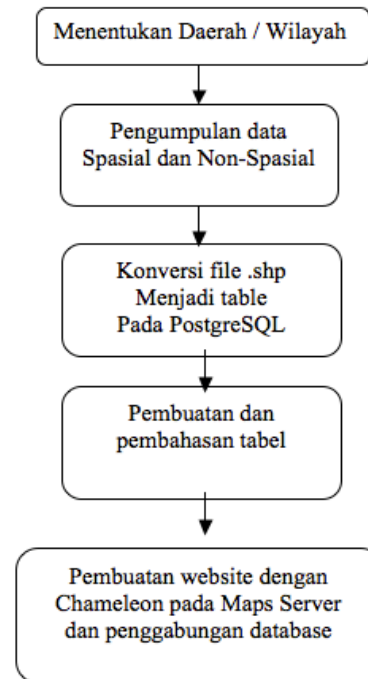 Menentukan Daerah / Wilayah
Pengumpulan data
Spasial dan Non-Spasial
Konversi file .shp
Menjadi table
Pada PostgreSQL
Pembuatan dan
pembahasan tabel
Pembuatan website dengan
Chameleon pada Maps Server
dan penggabungan database